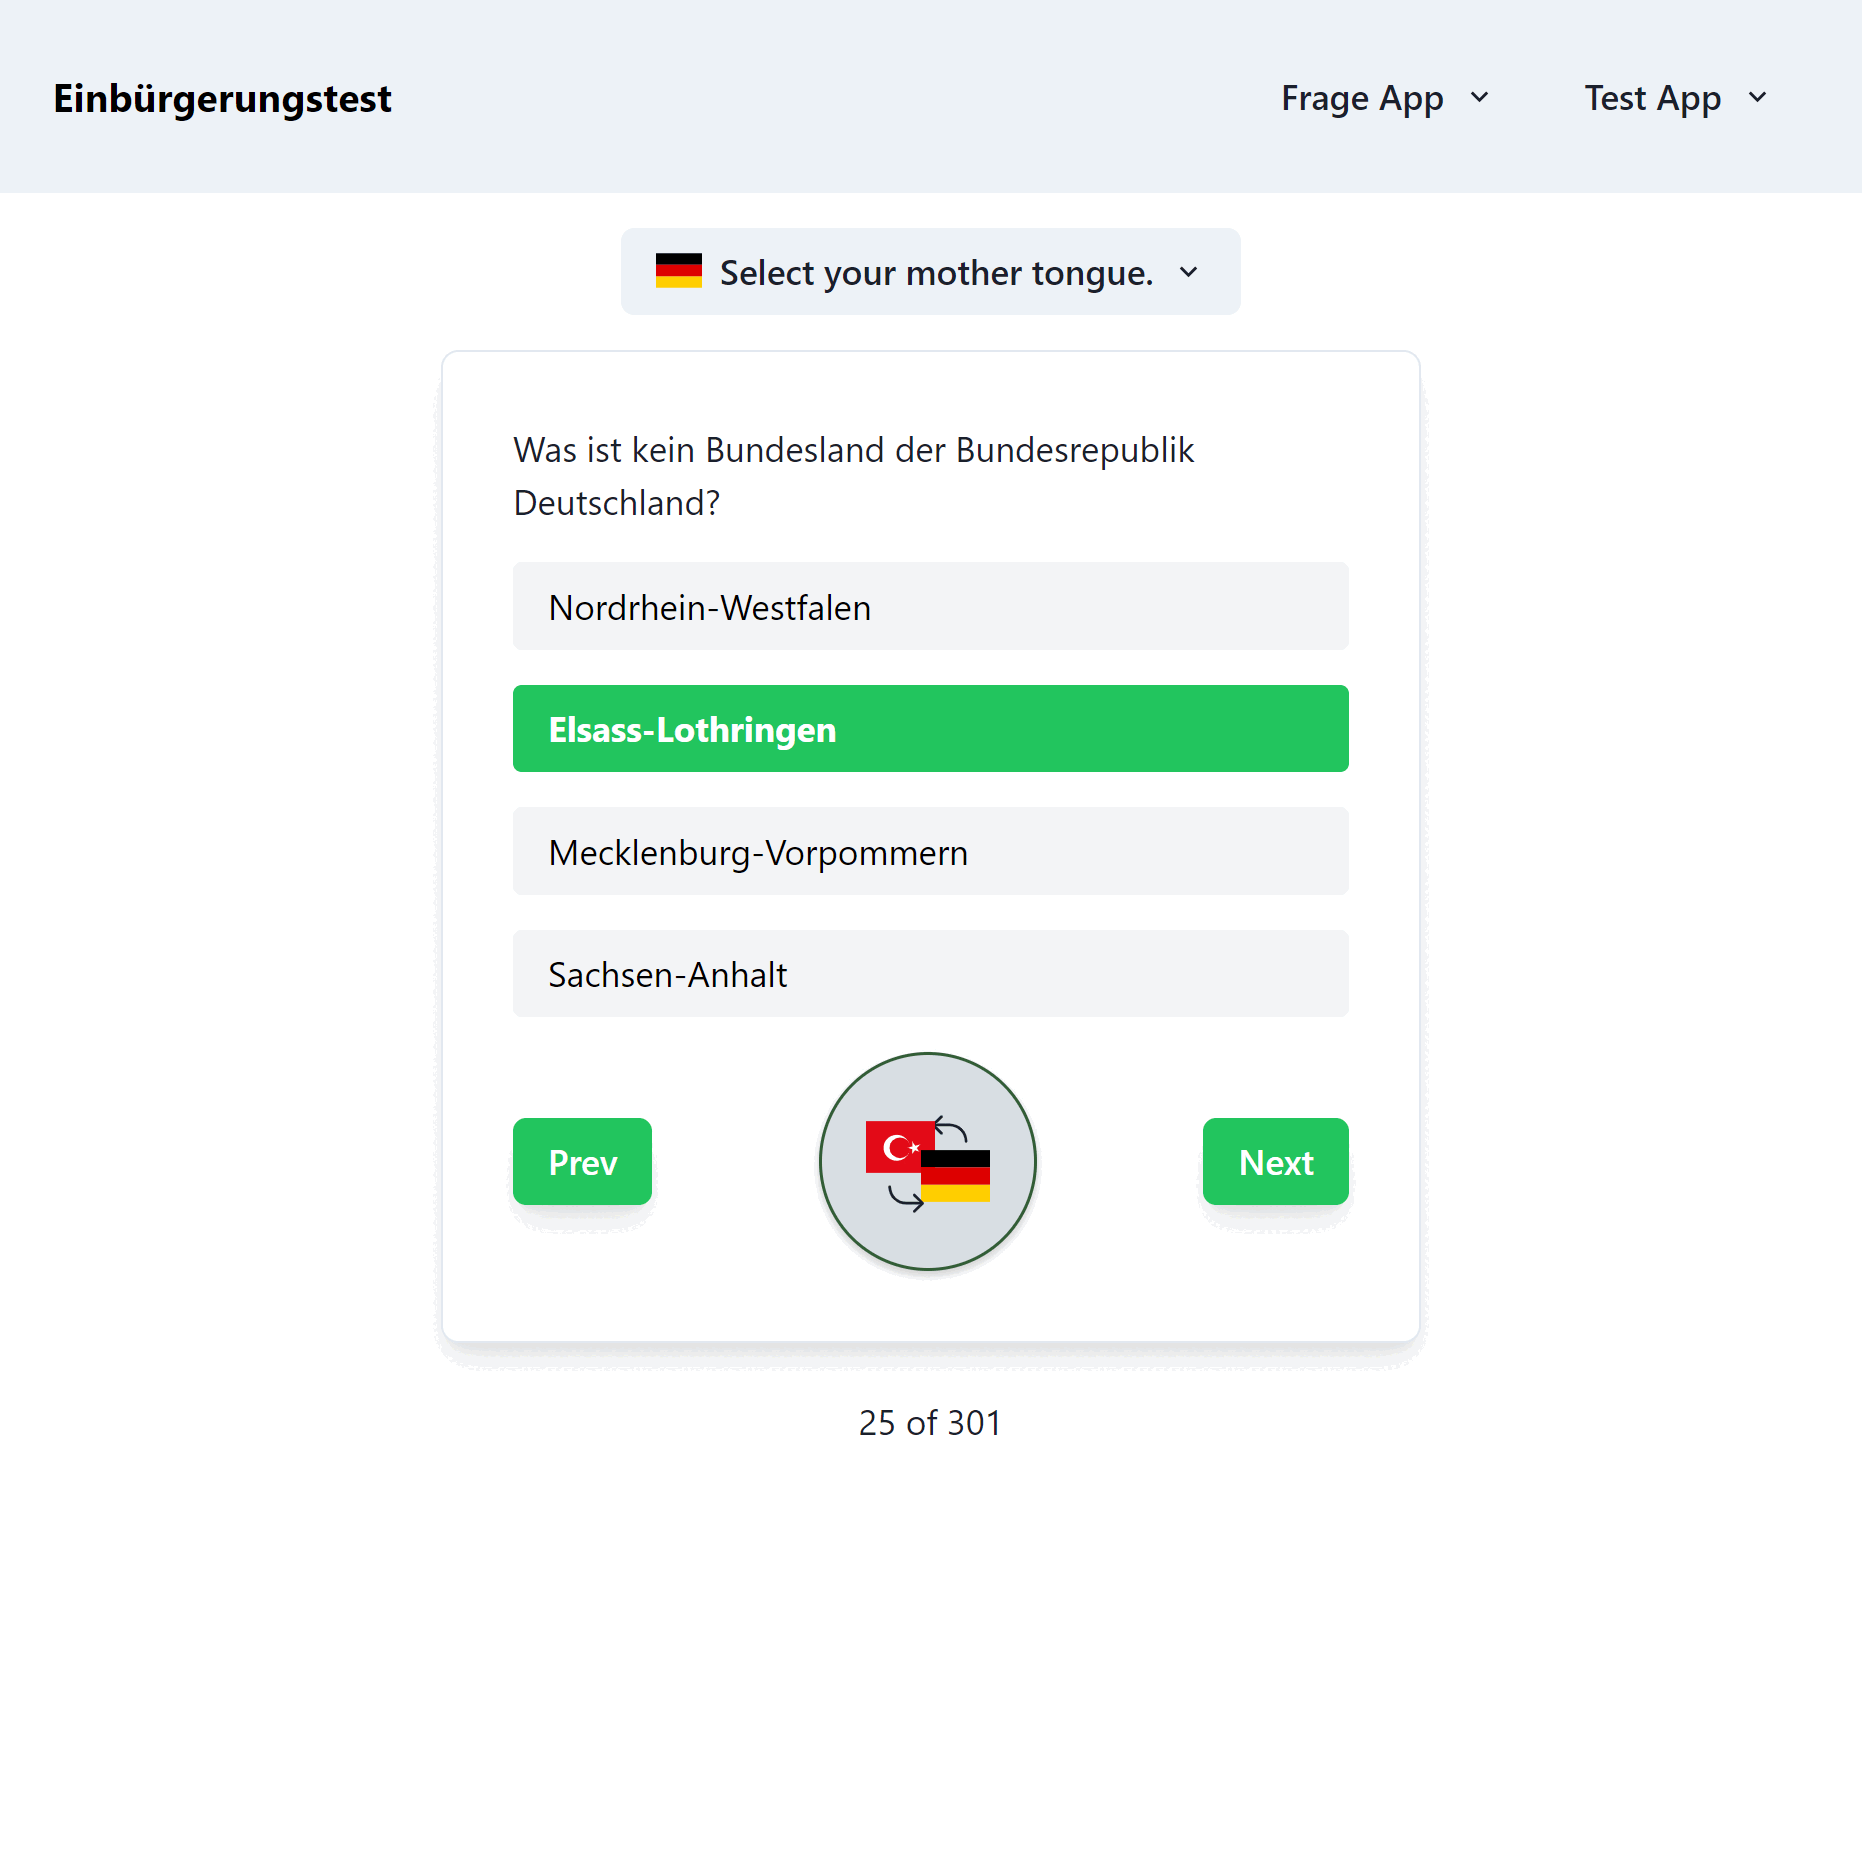 Einbürgerungstest
Frage App
Test App
Select your mother tongue.
Was ist kein Bundesland der Bundesrepublik
Deutschland?
Nordrhein-Westfalen
Elsass-Lothringen
Mecklenburg-Vorpommern
Sachsen-Anhalt
Prev
Next
25 of 301